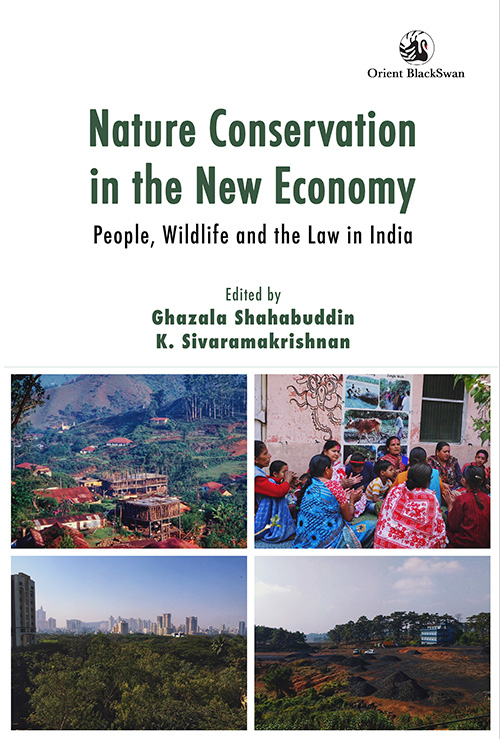 Orient BlackSwan
Nature Conservation
in the New Economy
People, Wildlife and the Law in India
Edited by
Ghazala Shahabuddin
K. Sivaramakrishnan